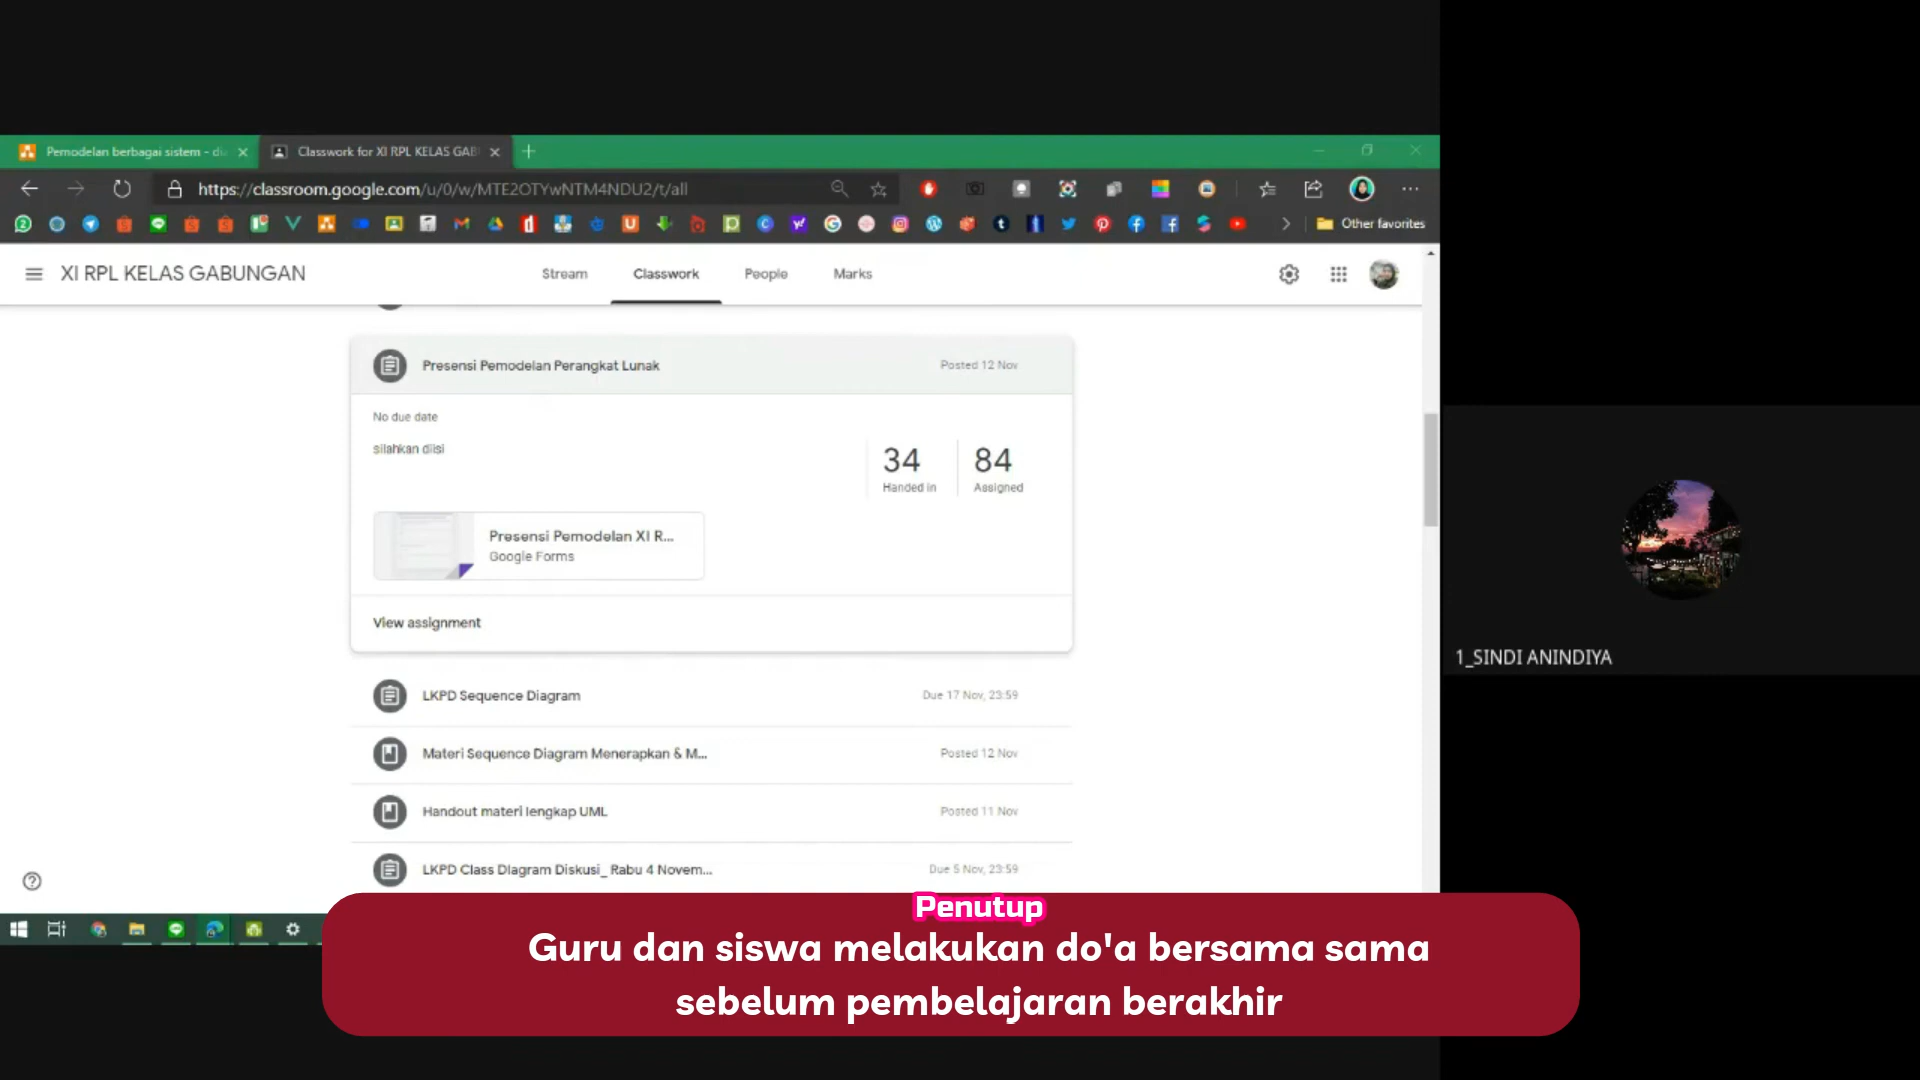 Pemodelan berbagai sistem - di
Classwork for XI RPL KELAS GAB
https://classroom.google.com/u/0/w/MTE2OTYwNTM4NDU2/t/all
Other favorites
XI RPL KELAS GABUNGAN
Stream
Classwork
People
Marks
Presensi Pemodelan Perangkat Lunak
Posted 12 Nov
No due date
silahkan diisi
34
Handed in
84
Assigned
Presensi Pemodelan XI R...
Google Forms
View assignment
LKPD Sequence Diagram
Due 17 Nov, 23:59
Materi Sequence Diagram Menerapkan & M...
Posted 12 Nov
Handout materi lengkap UML
Posted 11 Nov
LKPD Class Diagram Diskusi_ Rabu 4 Novem...
Due 5 Nov, 23:59
1_SINDI ANINDIYA
Penutup
Guru dan siswa melakukan do'a bersama sama
sebelum pembelajaran berakhir